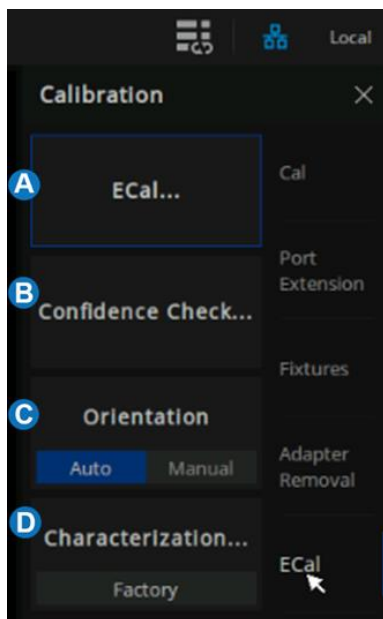 Local
Calibration
A
ECal...
B
Confidence Check...
C
Orientation
Auto Manual
D
Characterization...
Factory
Cal
Port
Extension
Fixtures
Adapter
Removal
ECal